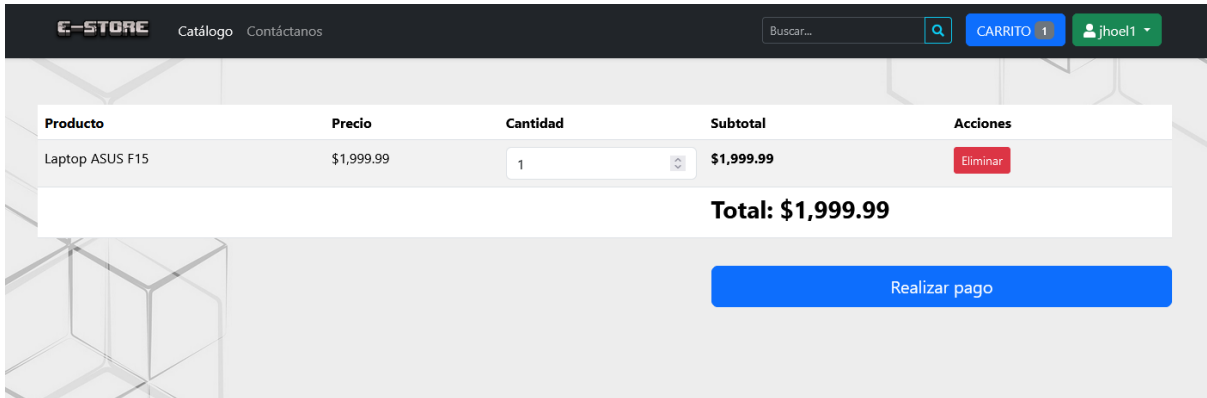 E-STORE Catálogo Contáctanos Buscar... CARRITO 1 jhoel1
Producto Precio Cantidad Subtotal Acciones
Laptop ASUS F15 $1,999.99 1 $1,999.99 Eliminar
Total: $1,999.99
Realizar pago